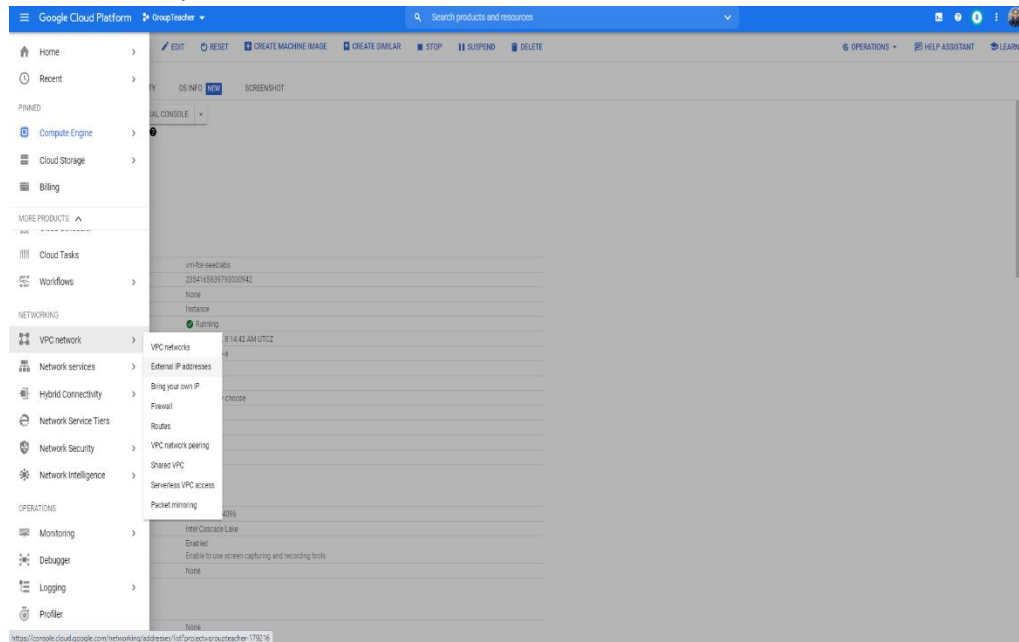 Google Cloud Platform GroupTeacher Search products and resources
Home
Recent
PINNED
Compute Engine
Cloud Storage
Billing
MORE PRODUCTS
Cloud Tasks
Workflows
NETWORKING
VPC network
Network services
Hybrid Connectivity
Network Service Tiers
Network Security
Network Intelligence
OPERATIONS
Monitoring
Debugger
Logging
Profiler
VPC networks
External IP addresses
Bring your own IP
Firewall
Routes
VPC network peering
Shared VPC
Serverless VPC access
Packet mirroring
EDIT RESET CREATE MACHINE IMAGE CREATE SIMILAR STOP SUSPEND DELETE OPERATIONS HELP ASSISTANT LEARN
OS INFO NEW SCREENSHOT
CONSOLE
vm-for-seedlabs
None
Instance
Running
8:14:42 AM UTC2
choose
4096
Intel Cascade Lake
Enabled
Enable to use screen capturing and recording tools
None
None
https://console.cloud.google.com/networking/addresses/list?project=groupteacher-179216